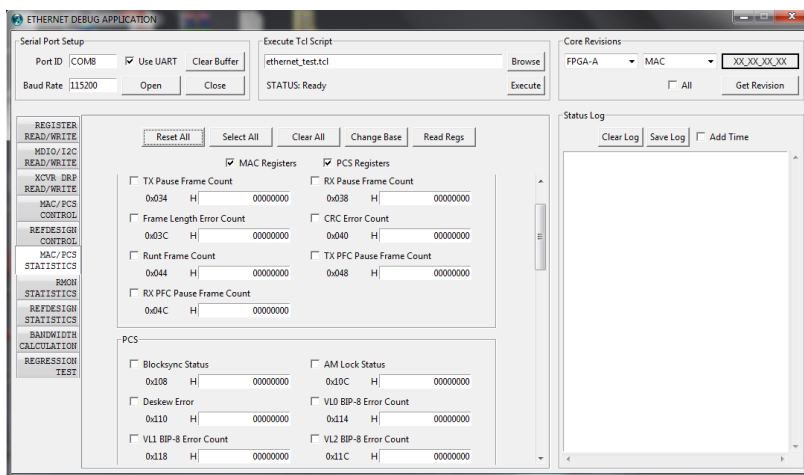 ETHERNET DEBUG APPLICATION
Serial Port Setup
Port ID COM8 Use UART Clear Buffer
Baud Rate 115200 Open Close
Execute Tcl Script
ethernet_test.tcl Browse
STATUS: Ready Execute
Core Revisions
FPGA-A MAC XX_XX_XX_XX
All Get Revision
REGISTER
READ/WRITE
MDIO/I2C
READ/WRITE
XCVR DRP
READ/WRITE
MAC/PCS
CONTROL
REFDESIGN
CONTROL
MAC/PCS
STATISTICS
RMON
STATISTICS
REFDESIGN
STATISTICS
BANDWIDTH
CALCULATION
REGRESSION
TEST
Reset All Select All Clear All Change Base Read Regs
MAC Registers PCS Registers
TX Pause Frame Count RX Pause Frame Count
0x034 H 00000000 0x038 H 00000000
Frame Length Error Count CRC Error Count
0x03C H 00000000 0x040 H 00000000
Runt Frame Count TX PFC Pause Frame Count
0x044 H 00000000 0x048 H 00000000
RX PFC Pause Frame Count
0x04C H 00000000
PCS
Blocksync Status AM Lock Status
0x108 H 00000000 0x10C H 00000000
Deskew Error VL0 BIP-8 Error Count
0x110 H 00000000 0x114 H 00000000
VL1 BIP-8 Error Count VL2 BIP-8 Error Count
0x118 H 00000000 0x11C H 00000000
Status Log
Clear Log Save Log Add Time